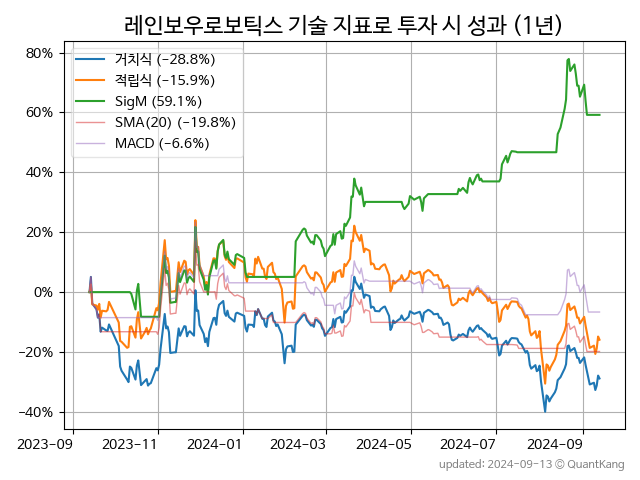 레인보우로보틱스 기술 지표로 투자 시 성과 (1년)
거치식 (−28.8%)
적립식 (−15.9%)
SigM (59.1%)
SMA(20) (−19.8%)
MACD (−6.6%)
80%
60%
40%
20%
0%
−20%
−40%
2023-09 2023-11 2024-01 2024-03 2024-05 2024-07 2024-09
updated: 2024-09-13 © QuantKang